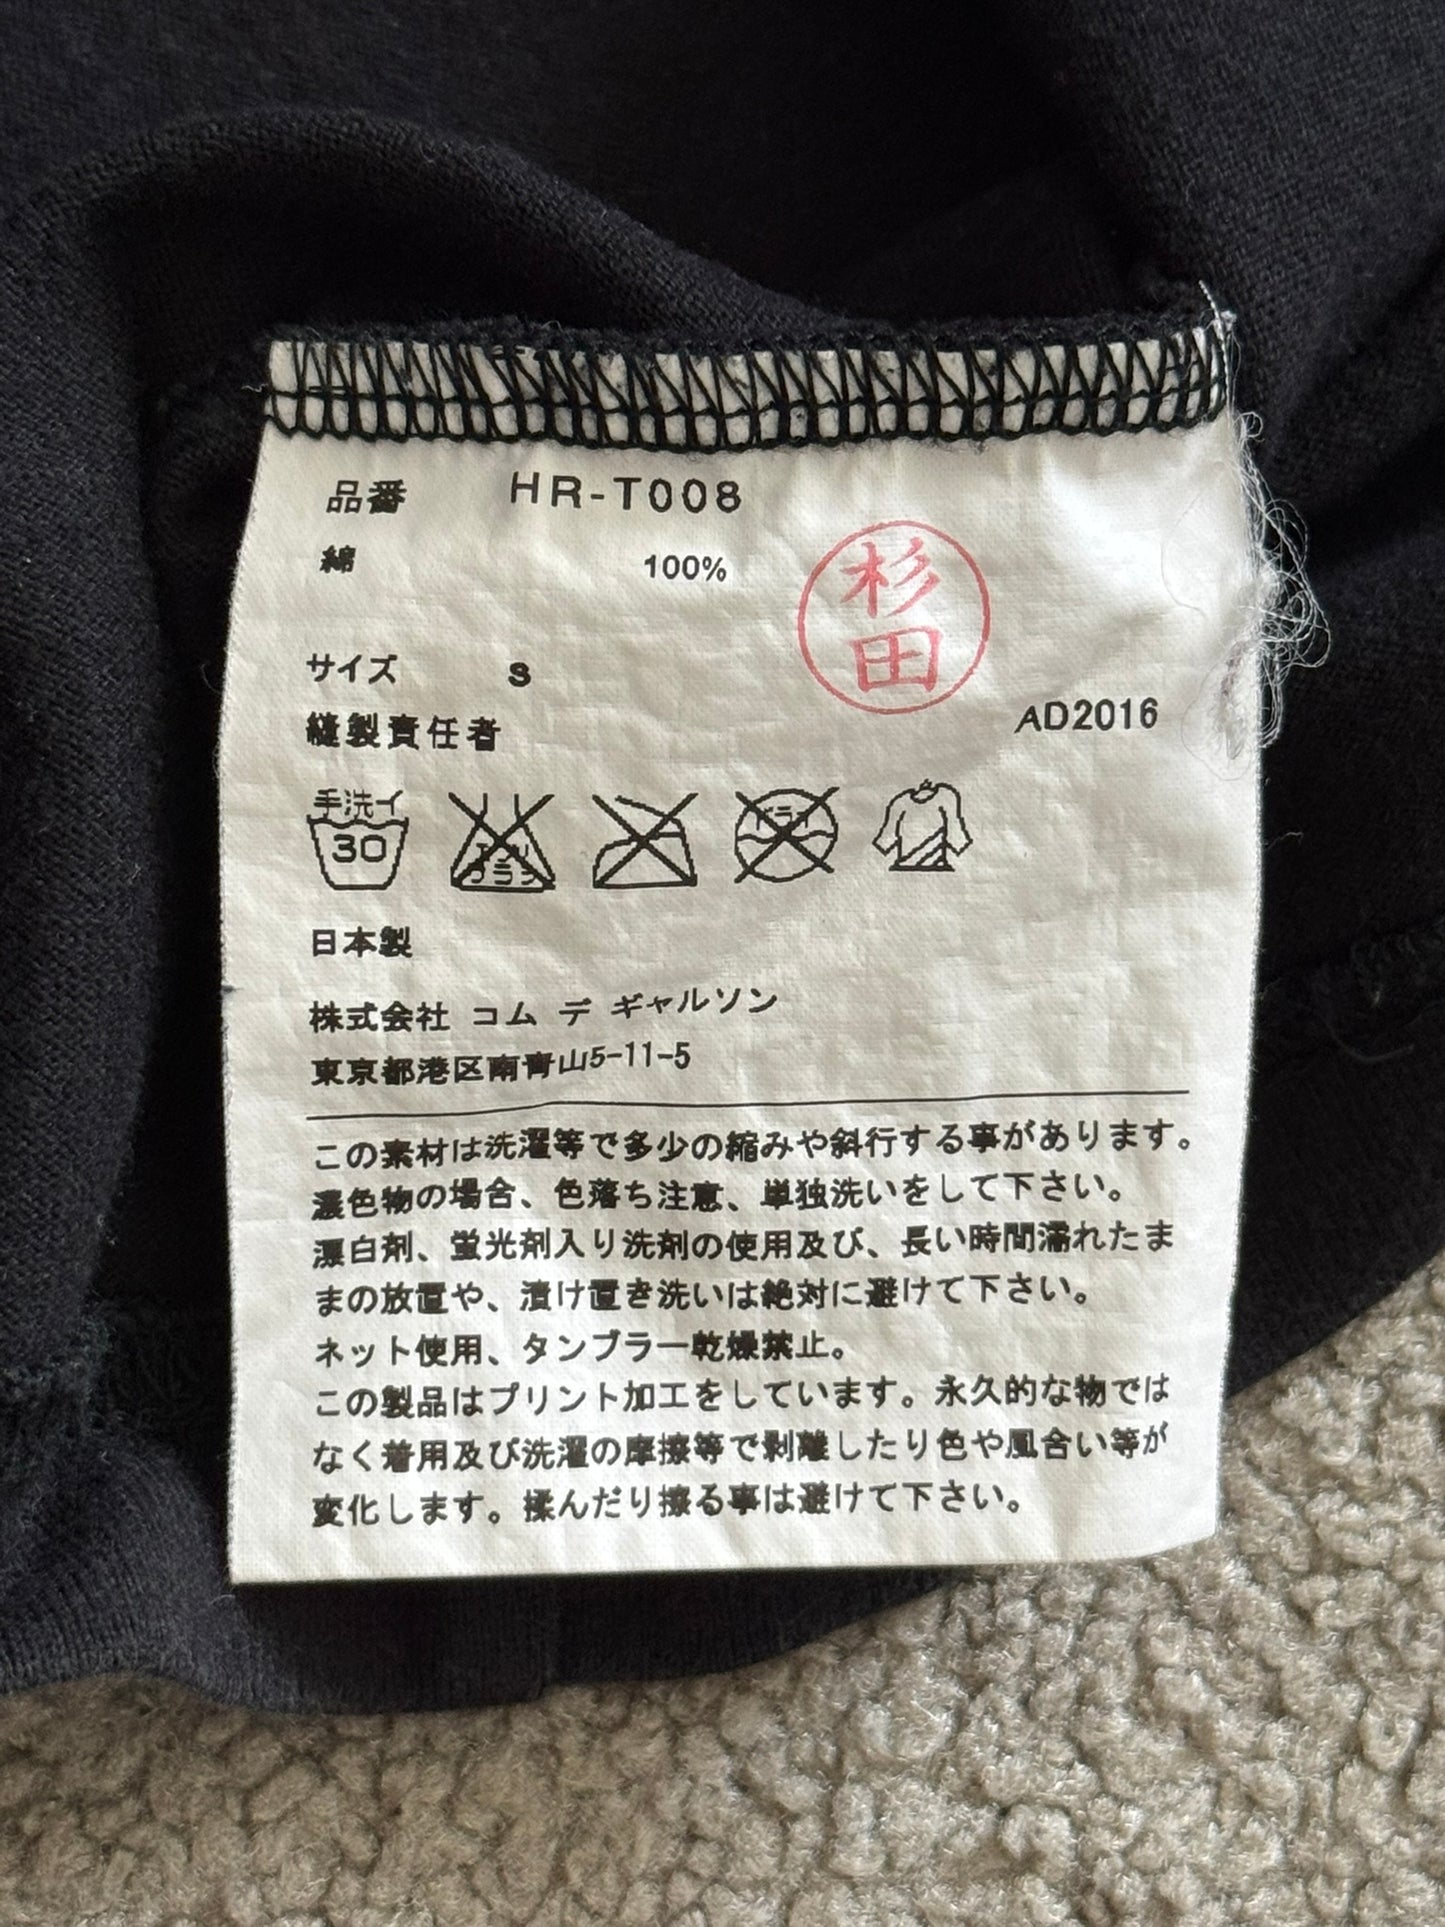 品番 HR-T008
綿 100%
杉田
サイズ S
縫製責任者 AD2016
手洗イ
30
エンソ
フラシ
ドライ
日本製
株式会社 コム デ ギャルソン
東京都港区南青山5-11-5
この素材は洗濯等で多少の縮みや斜行する事があります。
濃色物の場合、色落ち注意、単独洗いをして下さい。
漂白剤、蛍光剤入り洗剤の使用及び、長い時間濡れたま
まの放置や、漬け置き洗いは絶対に避けて下さい。
ネット使用、タンブラー乾燥禁止。
この製品はプリント加工をしています。永久的な物では
なく着用及び洗濯の摩擦等で剥離したり色や風合い等が
変化します。揉んだり擦る事は避けて下さい。